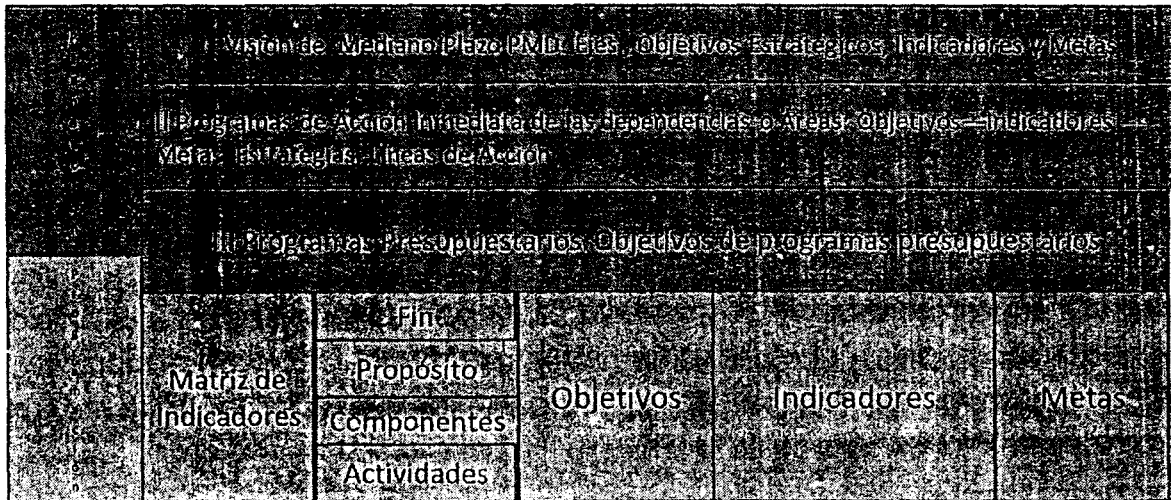 I Visión de Mediano Plazo PMD: Ejes, Objetivos Estratégicos, Indicadores y Metas
II Programas de Acción Inmediata de las dependencias o Áreas: Objetivos – Indicadores –
Metas Estrategias Líneas de Acción
III Programas Presupuestarios: Objetivos de programas presupuestarios
Matriz de
Indicadores
Fin
Propósito
Componentes
Actividades
Objetivos
Indicadores
Metas